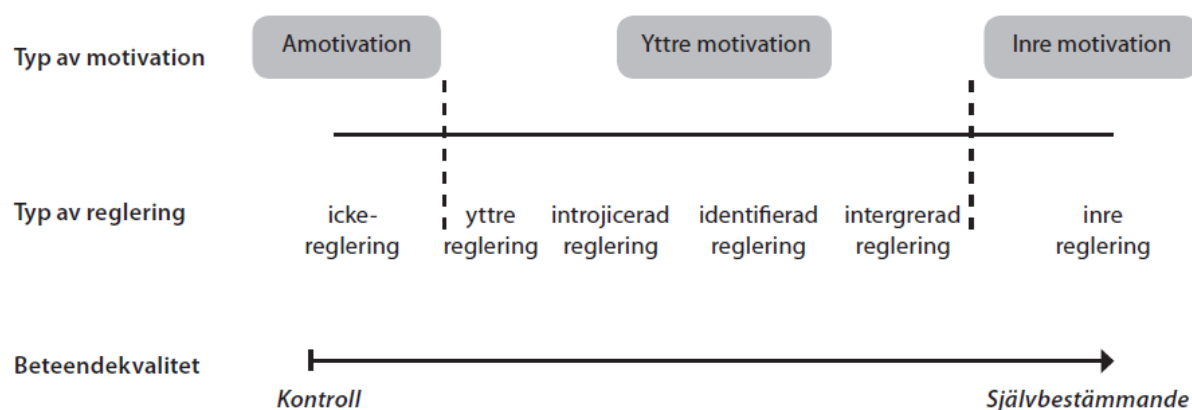 Typ av motivation
Amotivation
Yttre motivation
Inre motivation
Typ av reglering
icke-
reglering
yttre
reglering
introjicerad
reglering
identifierad
reglering
intergrerad
reglering
inre
reglering
Beteendekvalitet
Kontroll
Självbestämmande